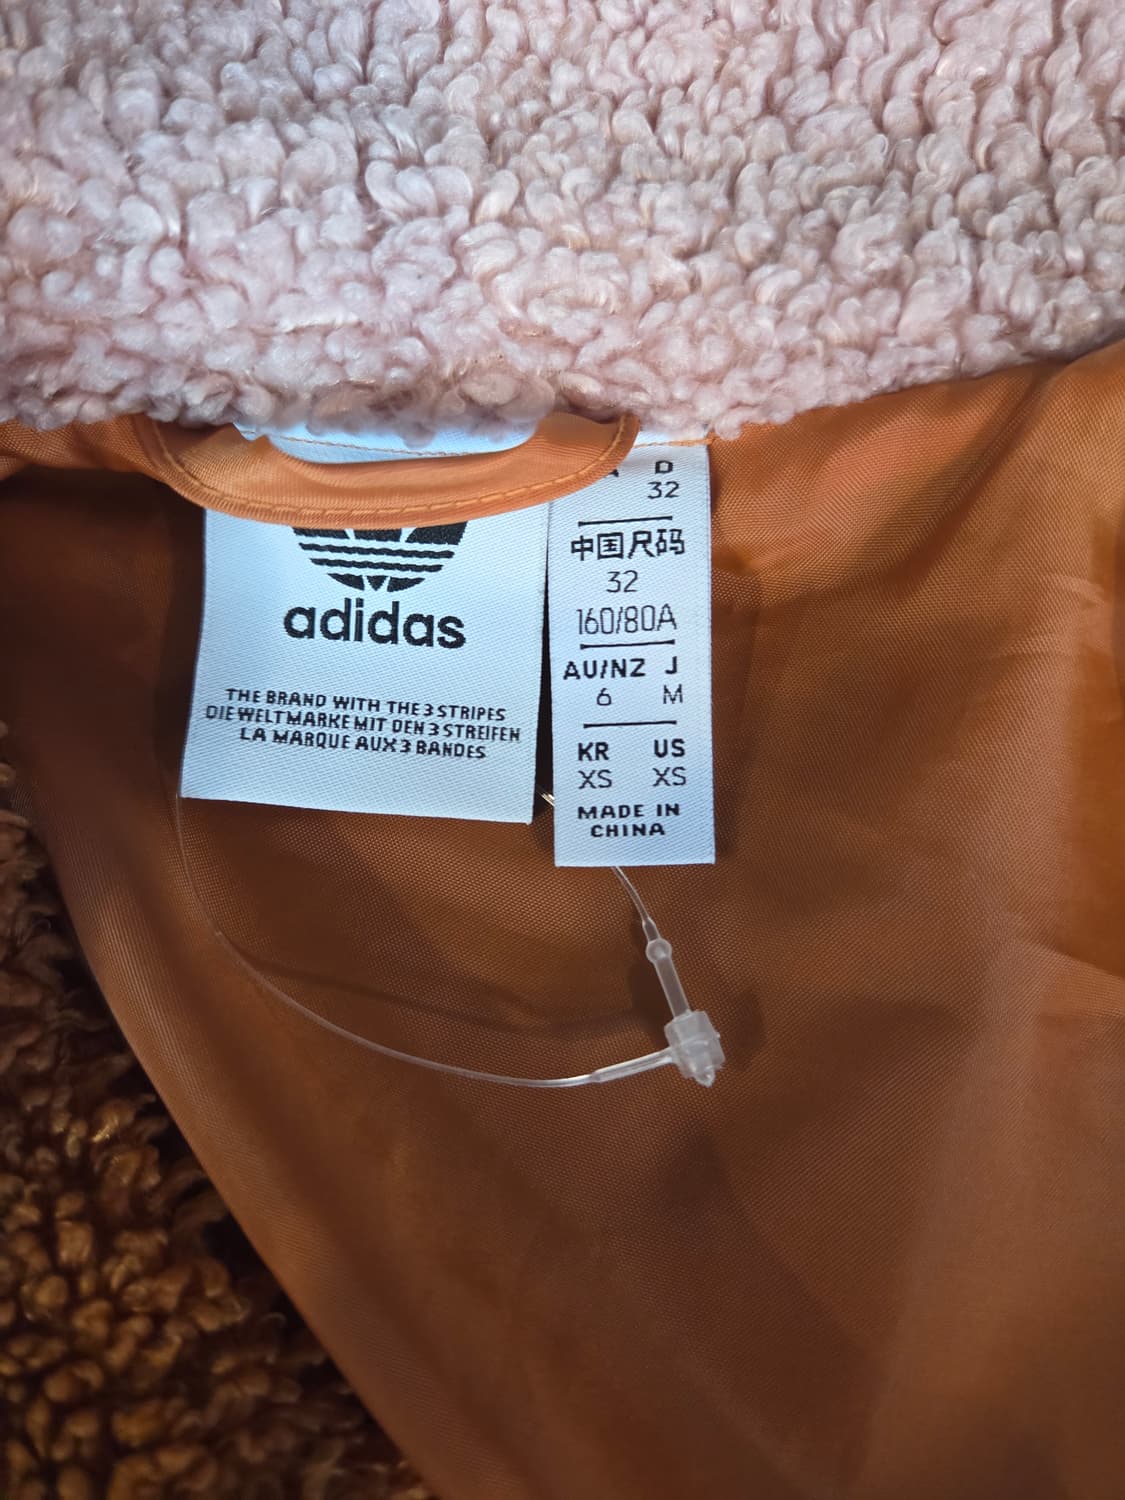 adidas
THE BRAND WITH THE 3 STRIPES
DIE WELTMARKE MIT DEN 3 STREIFEN
LA MARQUE AUX 3 BANDES
D
32
中国尺码
32
160/80A
AU/NZ J
6 M
KR US
XS XS
MADE IN
CHINA